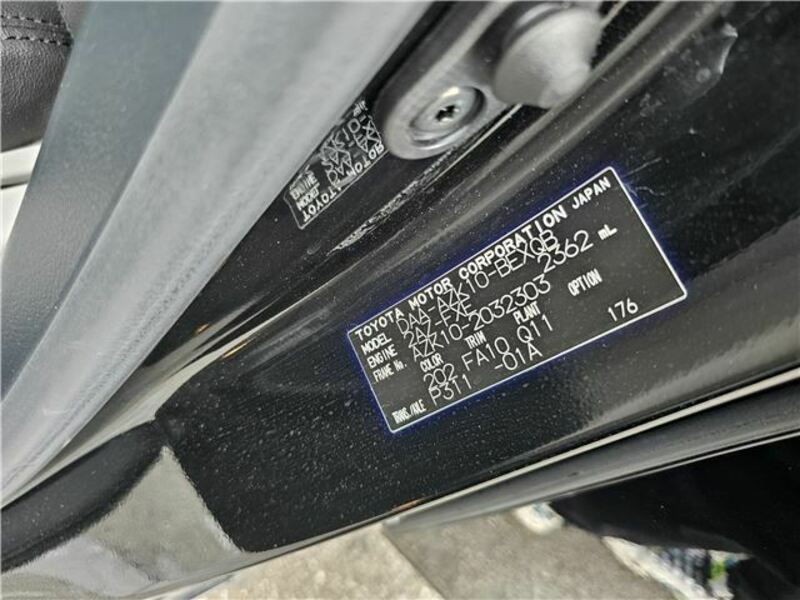 TOYOTA MOTOR CORPORATION JAPAN
MODEL DAA-AZK10-BEXQB
ENGINE 2AZ-FXE 2362 mL
FRAME No. AZK10-2032303
COLOR TRIM PLANT OPTION
202 FA10 Q11 176
TRANS./AXLE P3T1 -01A